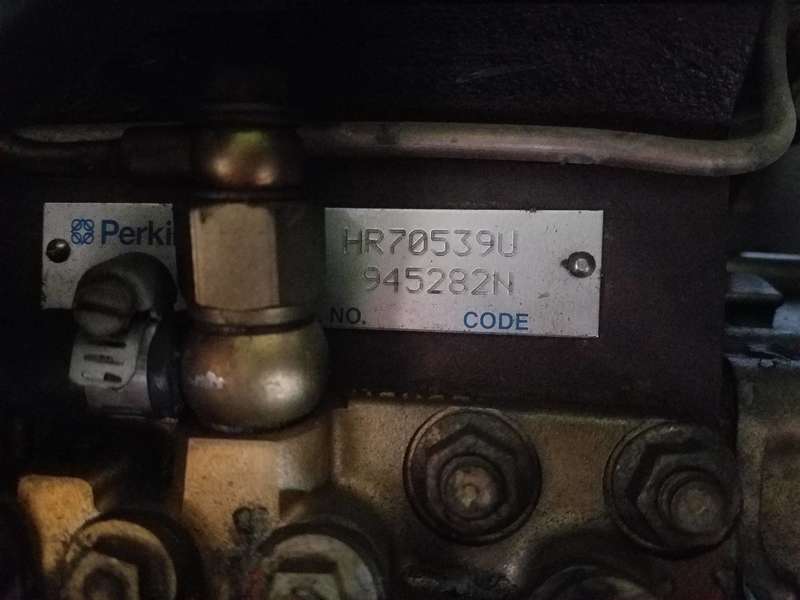 Perki
HR70539U
945282N
NO. CODE